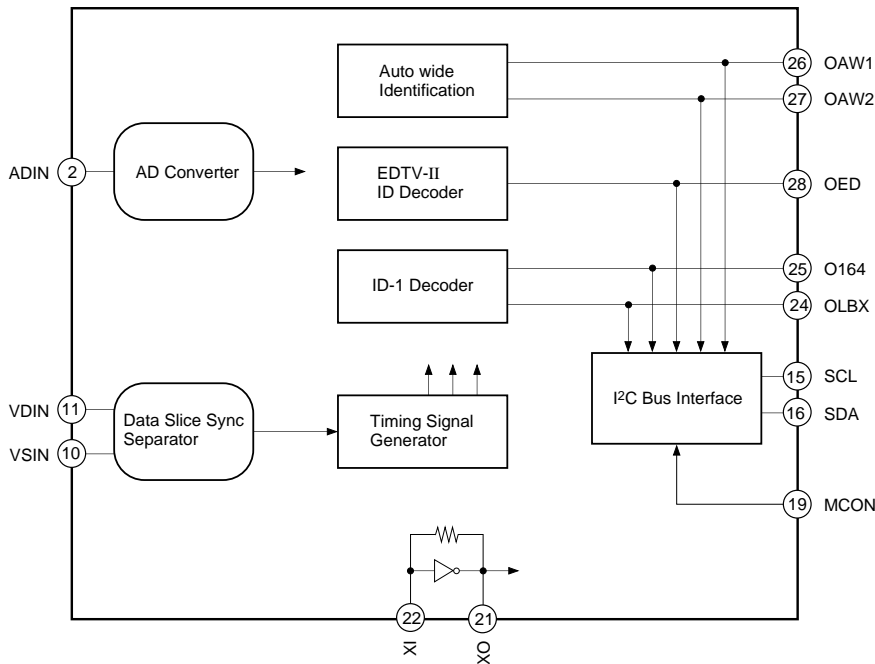 Auto wide
Identification
26 OAW1
27 OAW2
ADIN 2
AD Converter
EDTV-II
ID Decoder
28 OED
ID-1 Decoder
25 O164
24 OLBX
I2C Bus Interface
15 SCL
16 SDA
VDIN 11
VSIN 10
Data Slice Sync
Separator
Timing Signal
Generator
19 MCON
22
21
XI
XO